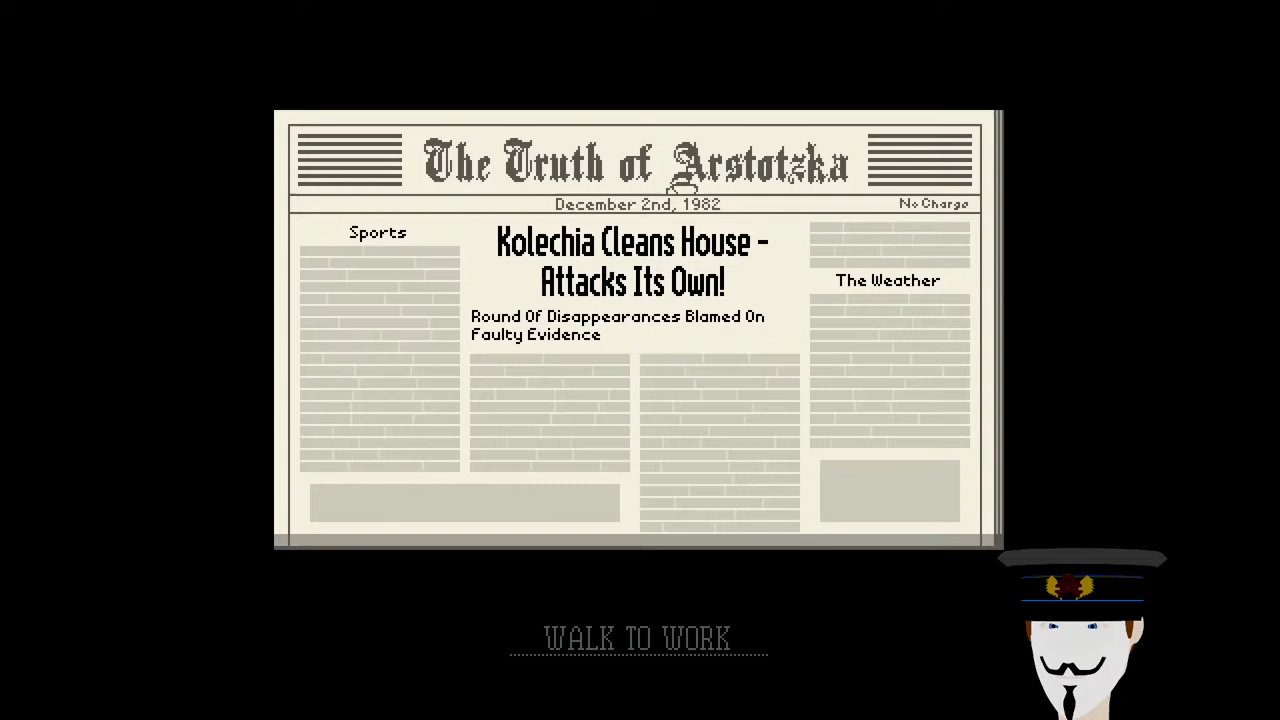 The Truth of Arstotzka
December 2nd, 1982
No Charge
Sports
Kolechia Cleans House -
Attacks Its Own!
Round Of Disappearances Blamed On
Faulty Evidence
The Weather
WALK TO WORK